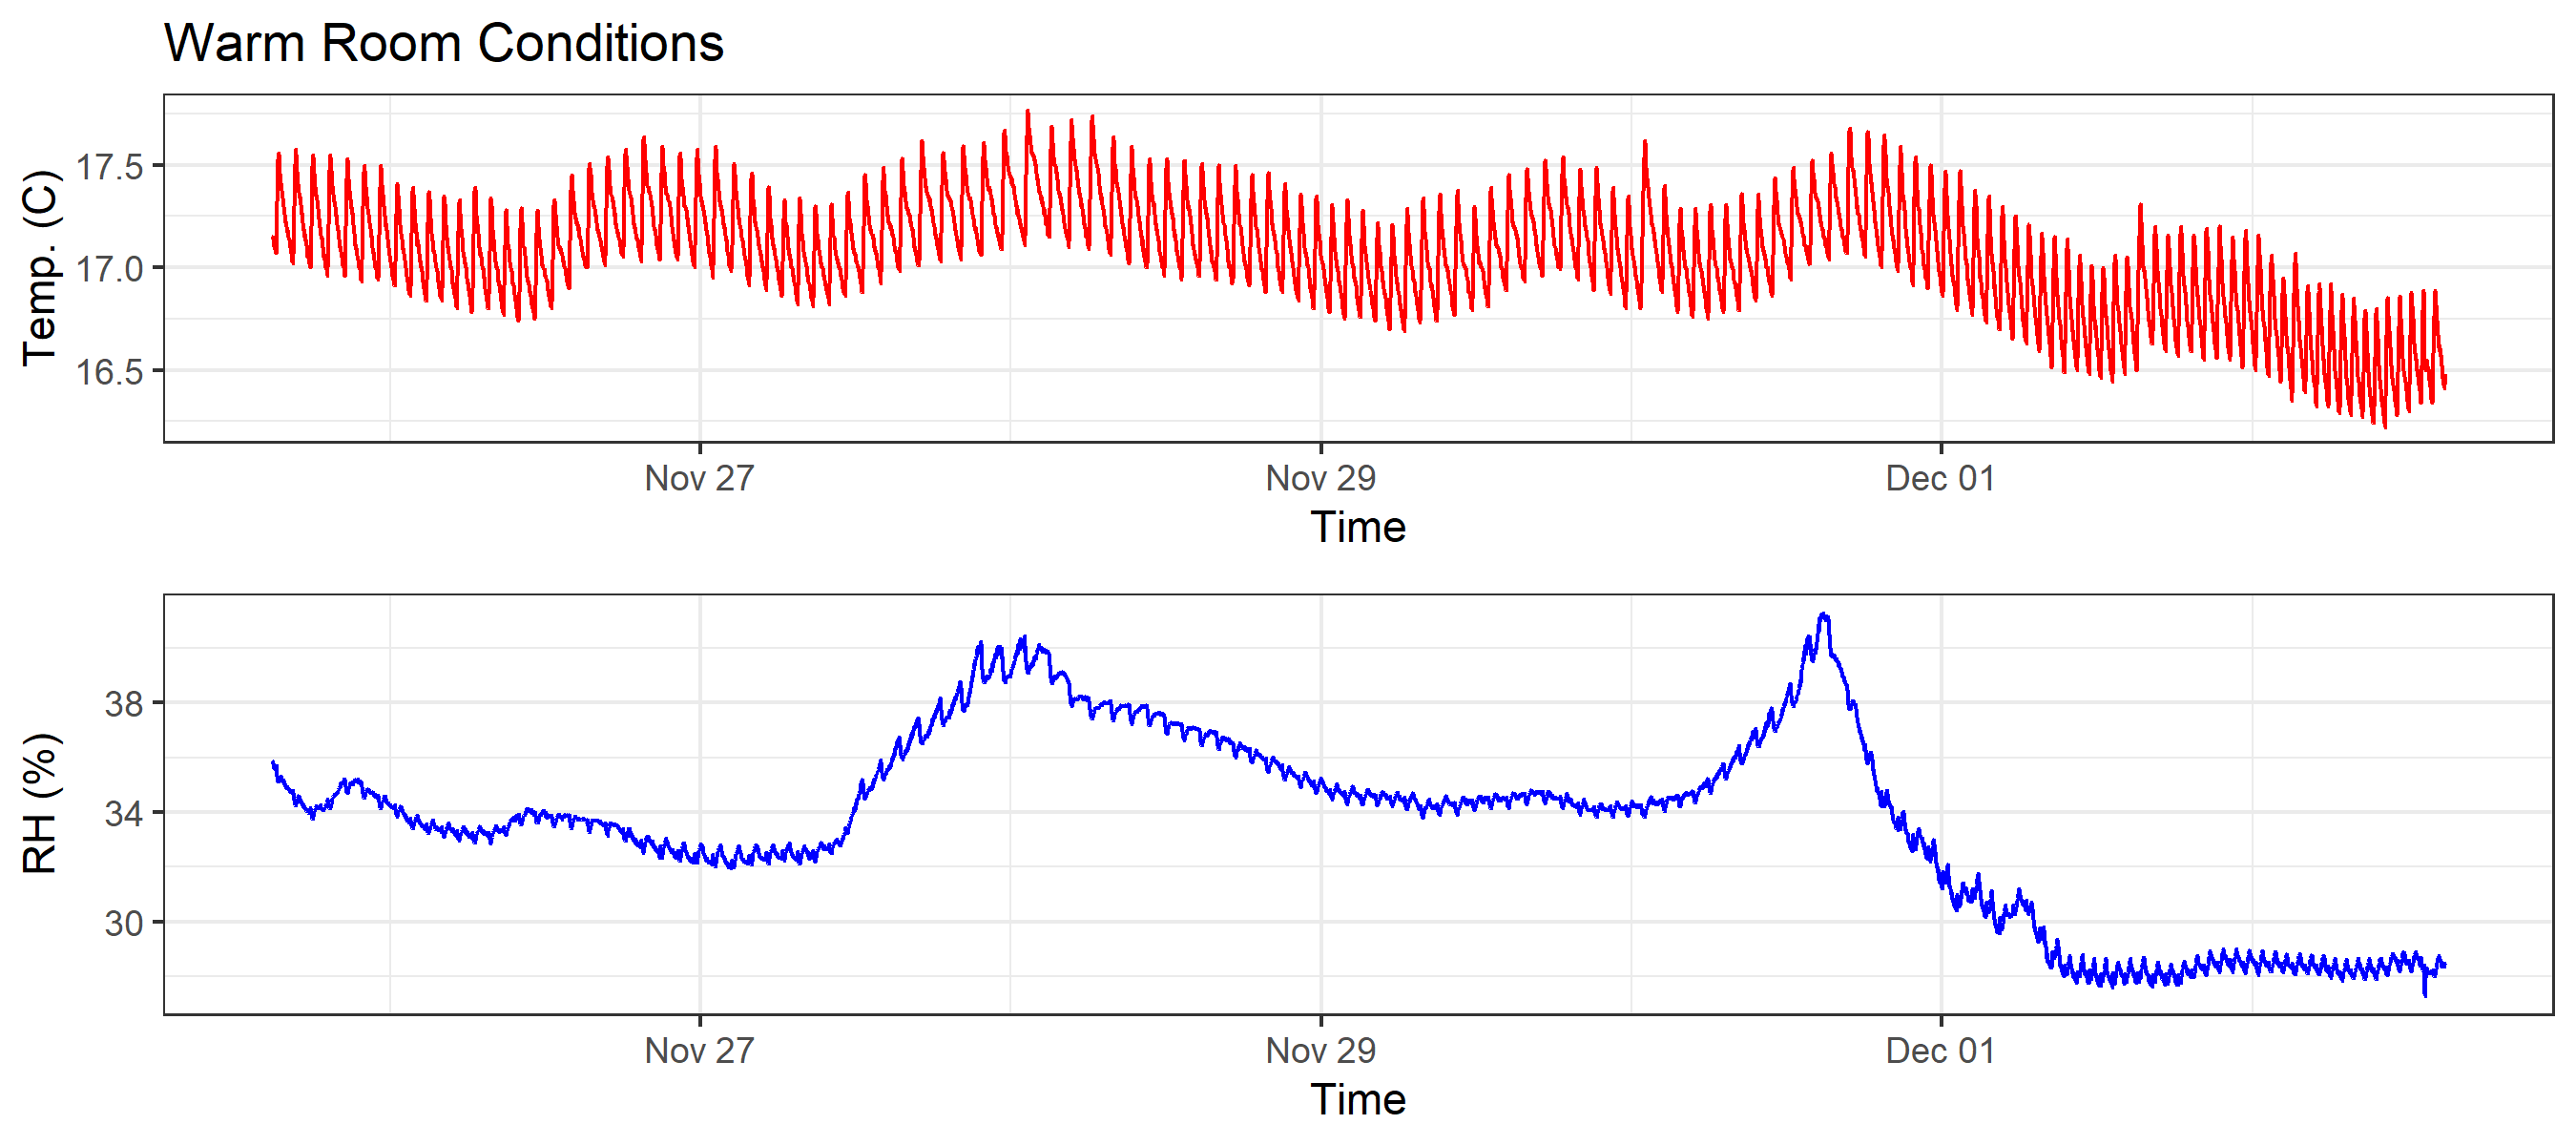 Warm Room Conditions
Temp. (C)
17.5
17.0
16.5
Nov 27
Nov 29
Dec 01
Time
RH (%)
38
34
30
Nov 27
Nov 29
Dec 01
Time